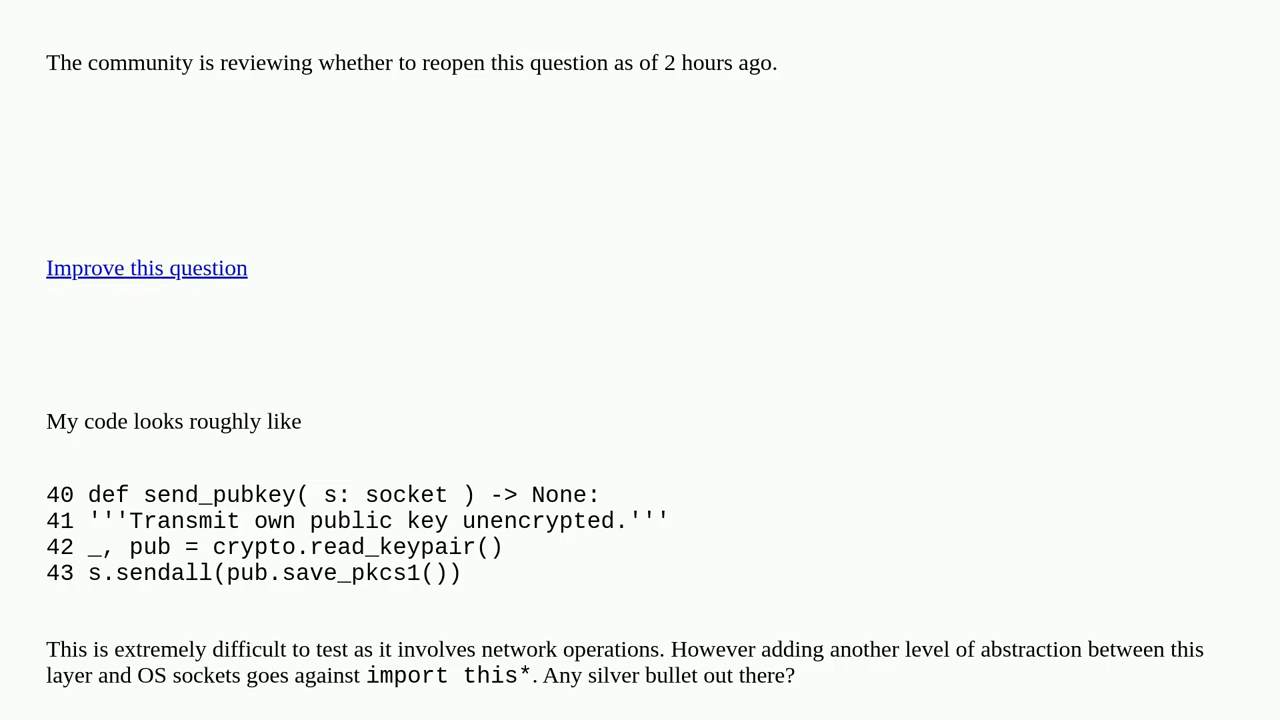 The community is reviewing whether to reopen this question as of 2 hours ago.
Improve this question
My code looks roughly like
40 def send_pubkey( s: socket ) -> None:
41 '''Transmit own public key unencrypted.'''
42 _, pub = crypto.read_keypair()
43 s.sendall(pub.save_pkcs1())
This is extremely difficult to test as it involves network operations. However adding another level of abstraction between this
layer and OS sockets goes against import this*. Any silver bullet out there?